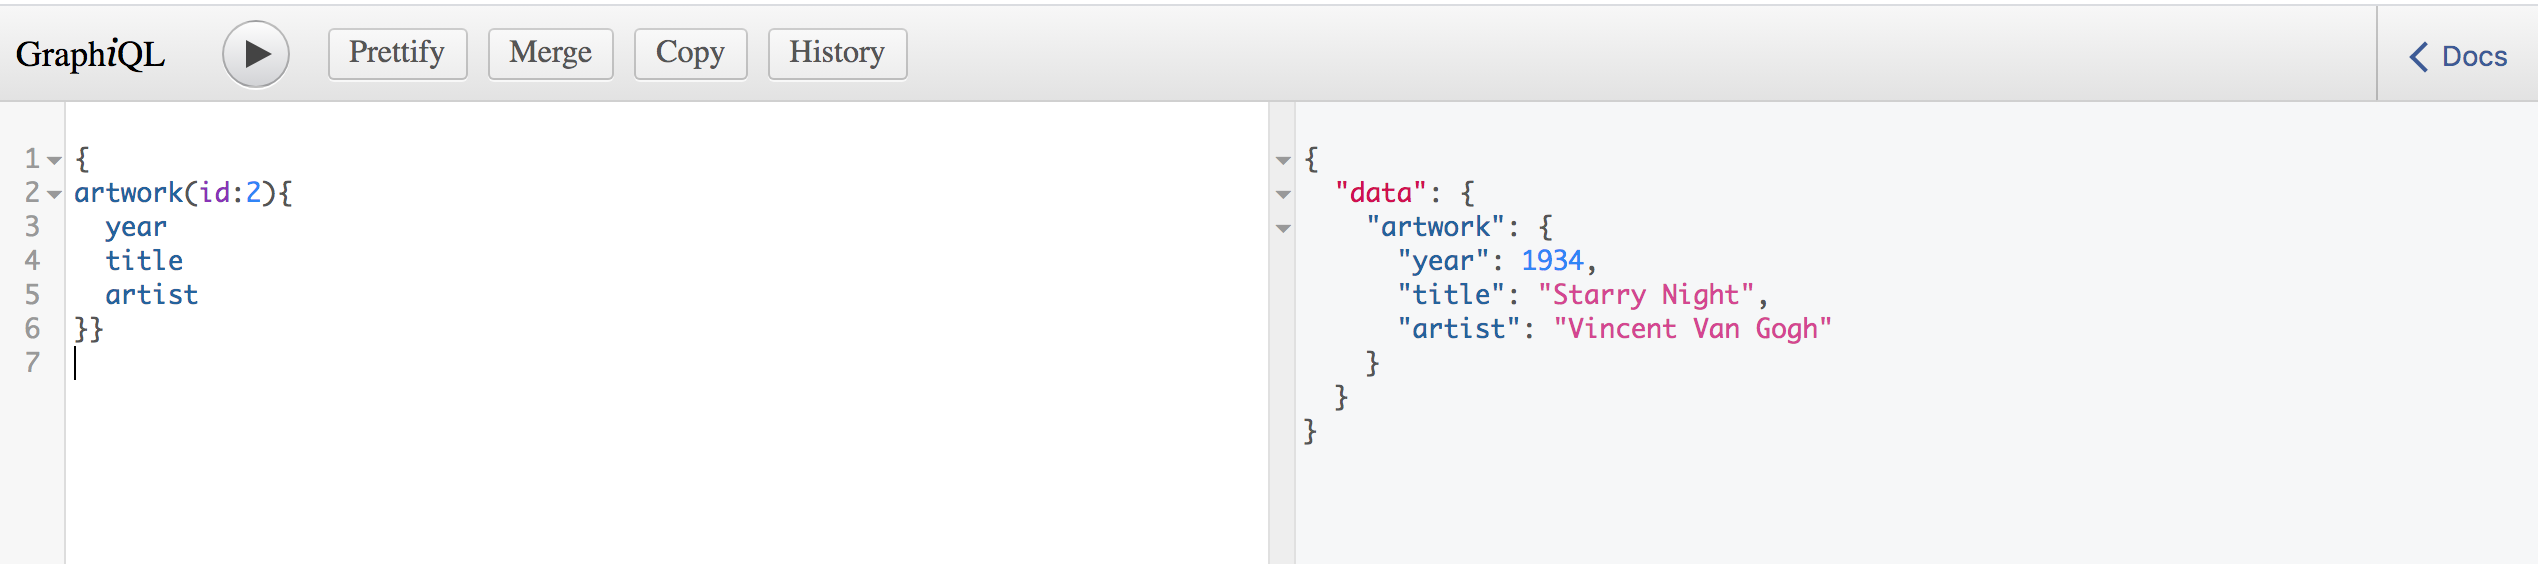 GraphiQL Prettify Merge Copy History Docs
1 {
2 artwork(id:2){
3   year
4   title
5   artist
6 }}
7
{
  "data": {
    "artwork": {
      "year": 1934,
      "title": "Starry Night",
      "artist": "Vincent Van Gogh"
    }
  }
}